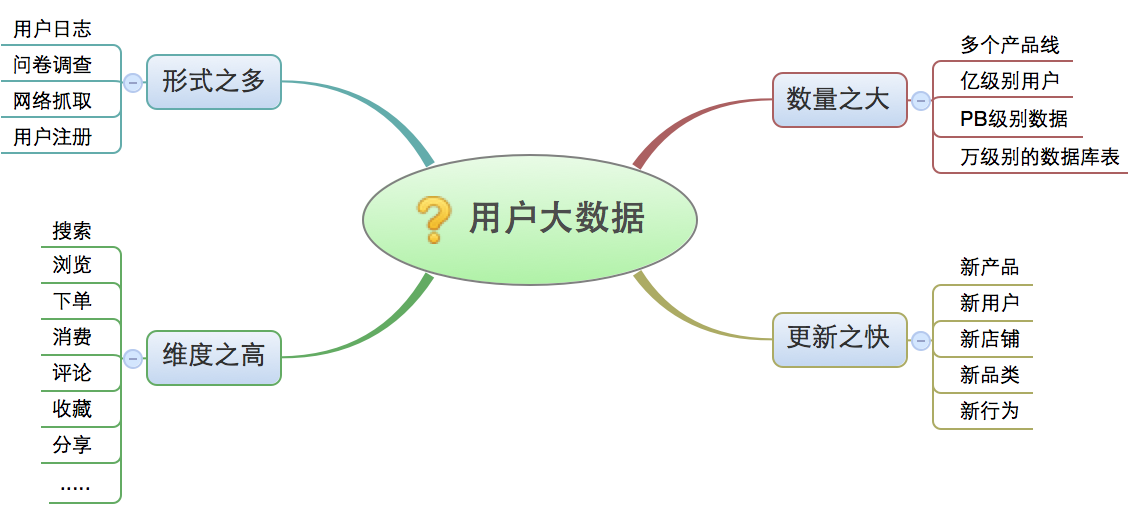 用户大数据
形式之多
用户日志
问卷调查
网络抓取
用户注册
数量之大
多个产品线
亿级别用户
PB级别数据
万级别的数据库表
维度之高
搜索
浏览
下单
消费
评论
收藏
分享
.....
更新之快
新产品
新用户
新店铺
新品类
新行为